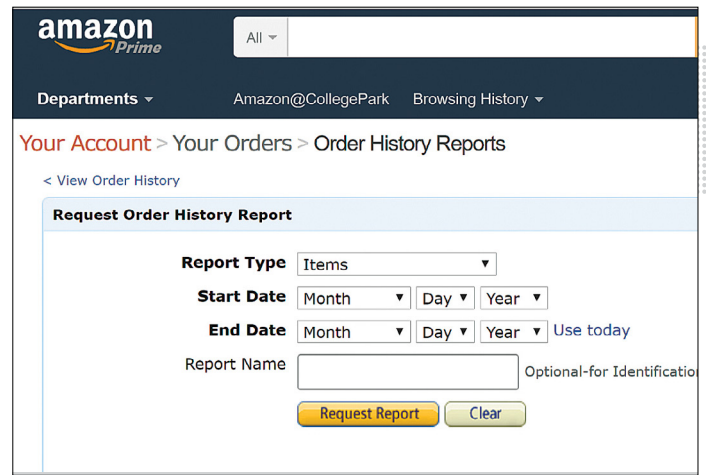 amazon
Prime
All
Departments Amazon@CollegePark Browsing History
Your Account > Your Orders > Order History Reports
< View Order History
Request Order History Report
Report Type Items
Start Date Month Day Year
End Date Month Day Year Use today
Report Name
Optional-for Identification
Request Report Clear